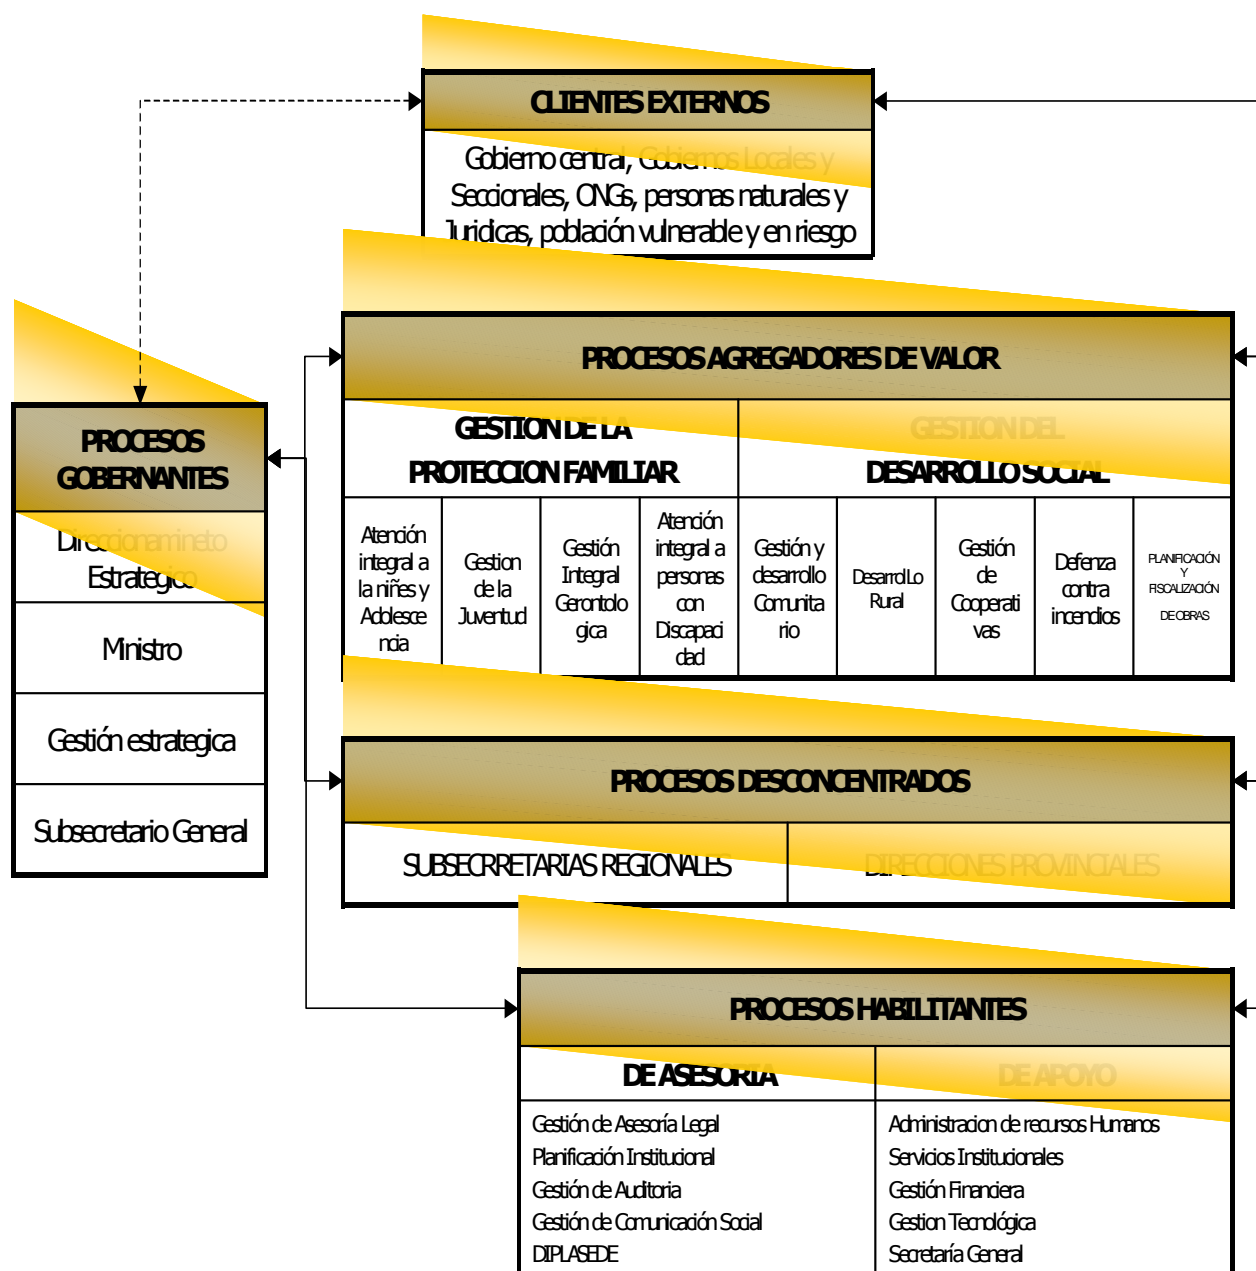 CLIENTES EXTERNOS
Gobierno central, Gobiernos Locales y
Seccionales, ONGs, personas naturales y
Juridicas, población vulnerable y en riesgo
PROCESOS
GOBERNANTES
Direccionamineto
Estrategico
Ministro
Gestión estrategica
Subsecretario General
PROCESOS AGREGADORES DE VALOR
GESTION DE LA
PROTECCION FAMILIAR
GESTION DEL
DESARROLLO SOCIAL
Atención
integral a
la niñes y
Adolesce
ncia
Gestion
de la
Juventud
Gestión
Integral
Gerontolo
gica
Atención
integral a
personas
con
Discapaci
dad
Gestión y
desarrollo
Comunita
rio
DesarrolLo
Rural
Gestión
de
Cooperati
vas
Defenza
contra
incendios
PLANIFICACIÓN
Y
FISCALIZACIÓN
DE OBRAS
PROCESOS DESCONCENTRADOS
SUBSECRRETARIAS REGIONALES
DIRECCIONES PROVINCIALES
PROCESOS HABILITANTES
DE ASESORIA
DE APOYO
Gestión de Asesoría Legal
Planificación Institucional
Gestión de Auditoria
Gestión de Comunicación Social
DIPLASEDE
Administracion de recursos Humanos
Servicios Institucionales
Gestión Financiera
Gestion Tecnológica
Secretaría General